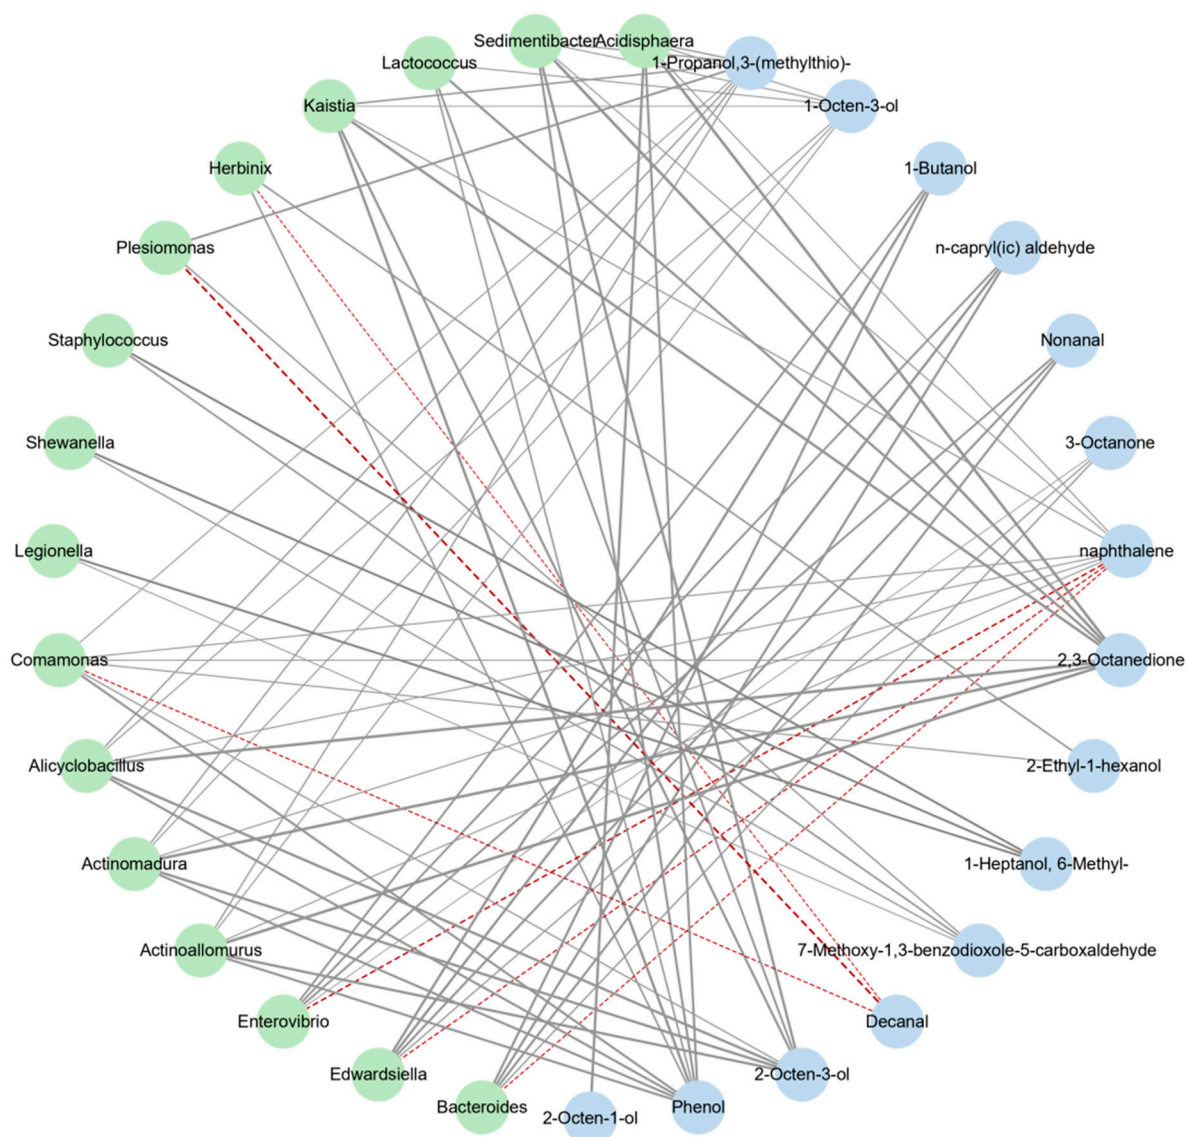 Sedimentibacter
Acidisphaera
Lactococcus
1-Propanol,3-(methylthio)-
Kaistia
1-Octen-3-ol
Herbinix
1-Butanol
Plesiomonas
n-capryl(ic) aldehyde
Staphylococcus
Nonanal
Shewanella
3-Octanone
Legionella
naphthalene
Comamonas
2,3-Octanedione
Alicyclobacillus
2-Ethyl-1-hexanol
Actinomadura
1-Heptanol, 6-Methyl-
Actinoallomurus
7-Methoxy-1,3-benzodioxole-5-carboxaldehyde
Enterovibrio
Decanal
Edwardsiella
2-Octen-3-ol
Bacteroides
2-Octen-1-ol
Phenol